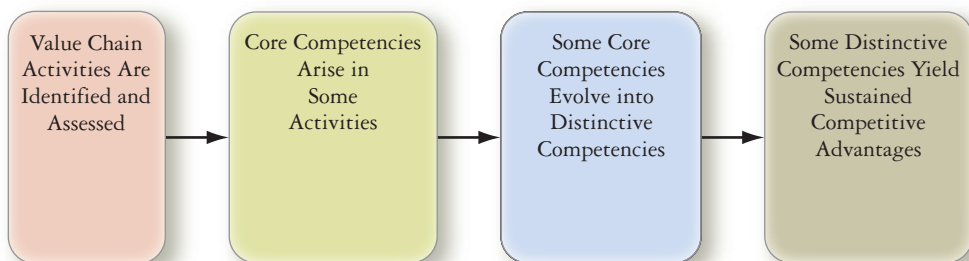 Value Chain
Activities Are
Identified and
Assessed
Core Competencies
Arise in
Some
Activities
Some Core
Competencies
Evolve into
Distinctive
Competencies
Some Distinctive
Competencies Yield
Sustained
Competitive
Advantages